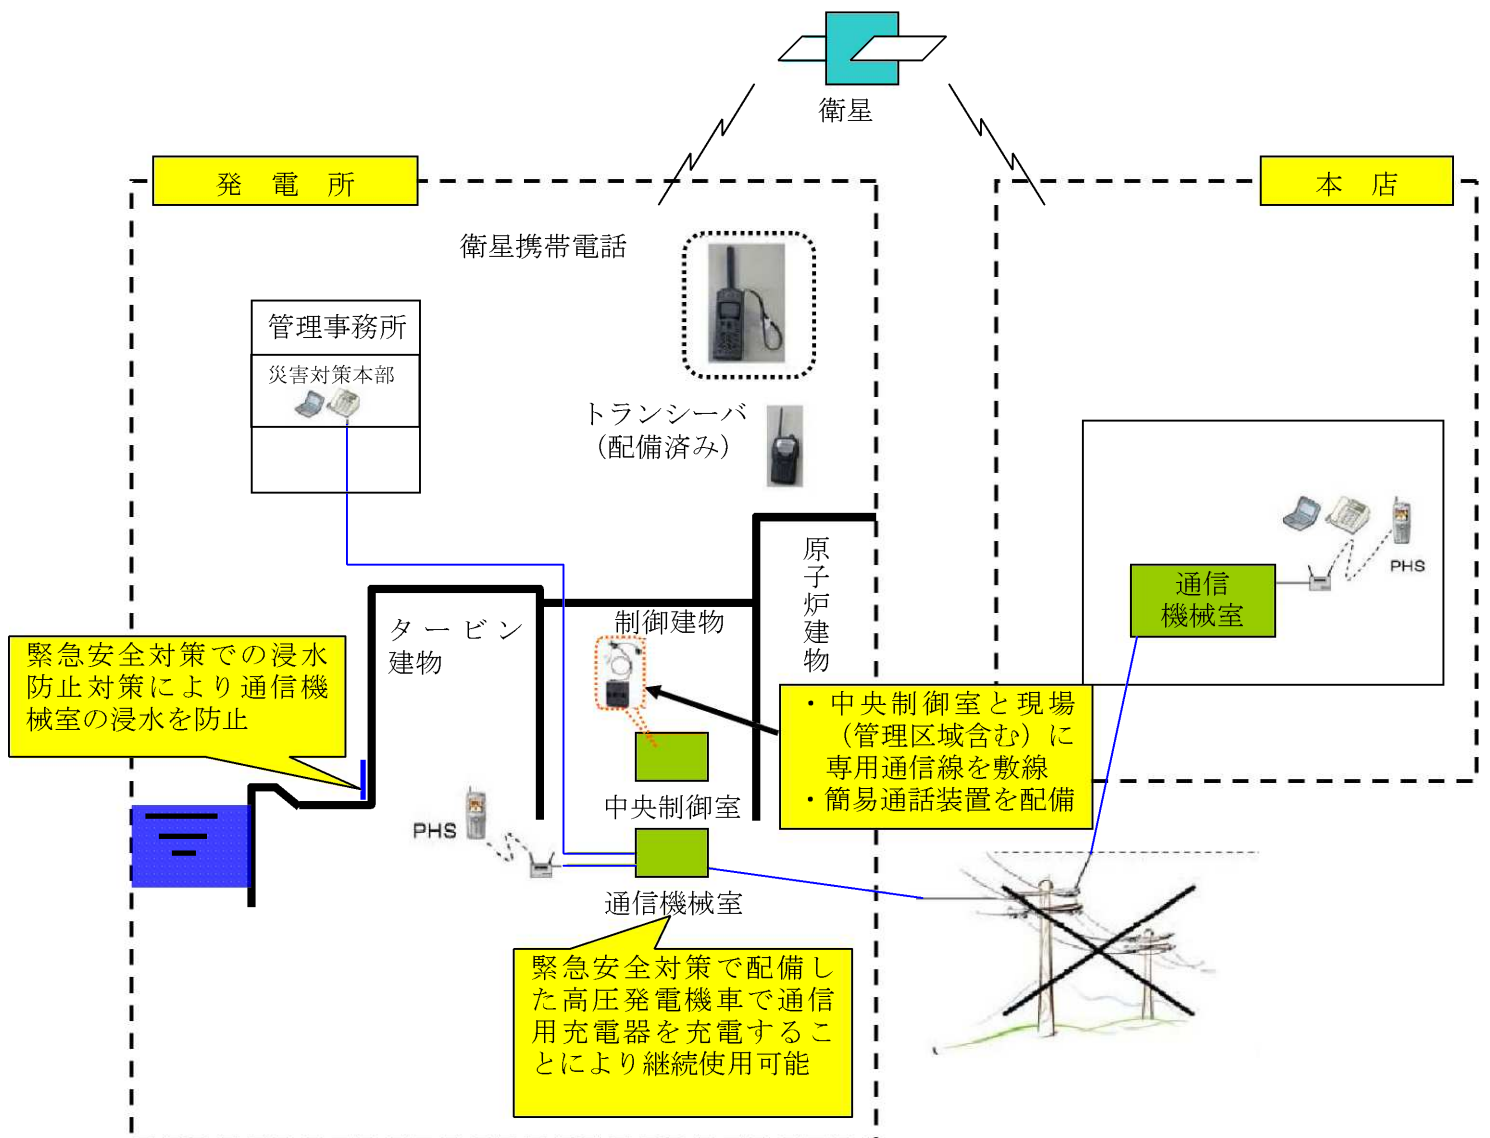 衛星
発電所
本店
衛星携帯電話
管理事務所
災害対策本部
トランシーバ
（配備済み）
原子炉建物
PHS
通信
機械室
制御建物
タービン
建物
緊急安全対策での浸水
防止対策により通信機
械室の浸水を防止
・中央制御室と現場
（管理区域含む）に
専用通信線を敷線
・簡易通話装置を配備
中央制御室
PHS
通信機械室
緊急安全対策で配備し
た高圧発電機車で通信
用充電器を充電するこ
とにより継続使用可能